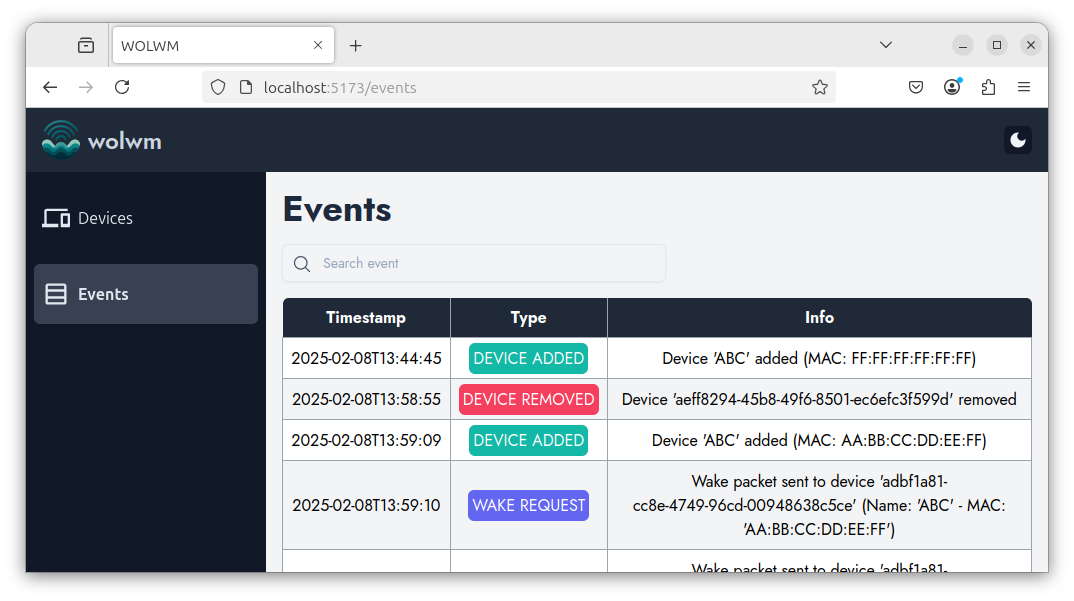 WOLWM
localhost:5173/events
wolwm
Devices
Events
Events
Search event
Timestamp Type Info
2025-02-08T13:44:45 DEVICE ADDED Device 'ABC' added (MAC: FF:FF:FF:FF:FF:FF)
2025-02-08T13:58:55 DEVICE REMOVED Device 'aeff8294-45b8-49f6-8501-ec6efc3f599d' removed
2025-02-08T13:59:09 DEVICE ADDED Device 'ABC' added (MAC: AA:BB:CC:DD:EE:FF)
Wake packet sent to device 'adbf1a81-
2025-02-08T13:59:10 WAKE REQUEST cc8e-4749-96cd-00948638c5ce' (Name: 'ABC' - MAC:
'AA:BB:CC:DD:EE:FF')
Wake packet sent to device 'adbf1a81-